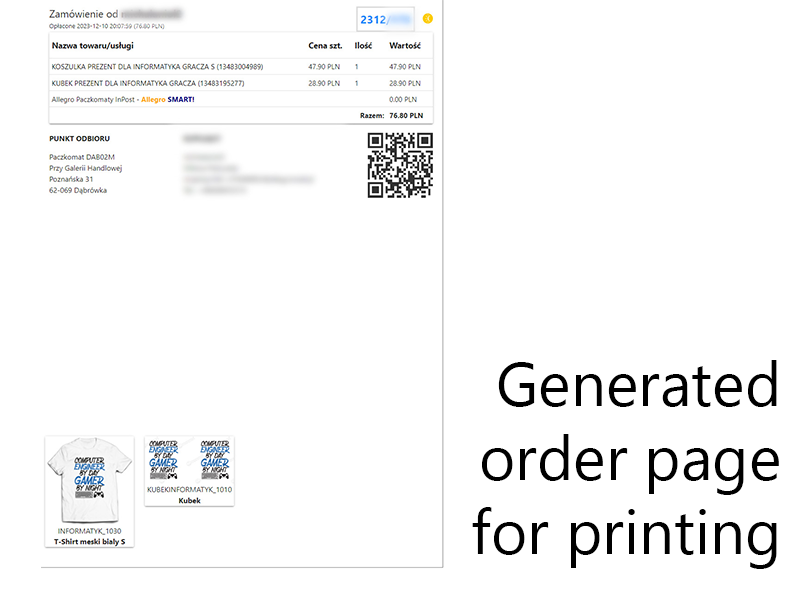 Zamówienie od
Opłacone 2023-12-10 20:07:59 (76.80 PLN)
2312/
Nazwa towaru/usługi Cena szt. Ilość Wartość
KOSZULKA PREZENT DLA INFORMATYKA GRACZA S (13483004989) 47.90 PLN 1 47.90 PLN
KUBEK PREZENT DLA INFORMATYKA GRACZA (13483195277) 28.90 PLN 1 28.90 PLN
Allegro Paczkomaty InPost - Allegro SMART! 0.00 PLN
Razem: 76.80 PLN
PUNKT ODBIORU
Paczkomat DAB02M
Przy Galerii Handlowej
Poznańska 31
62-069 Dąbrówka
COMPUTER
ENGINEER
BY DAY
GAMER
BY NIGHT
INFORMATYK_1030
T-Shirt meski bialy S
COMPUTER
ENGINEER
BY DAY
GAMER
BY NIGHT
COMPUTER
ENGINEER
BY DAY
GAMER
BY NIGHT
KUBEKINFORMATYK_1010
Kubek
Generated
order page
for printing